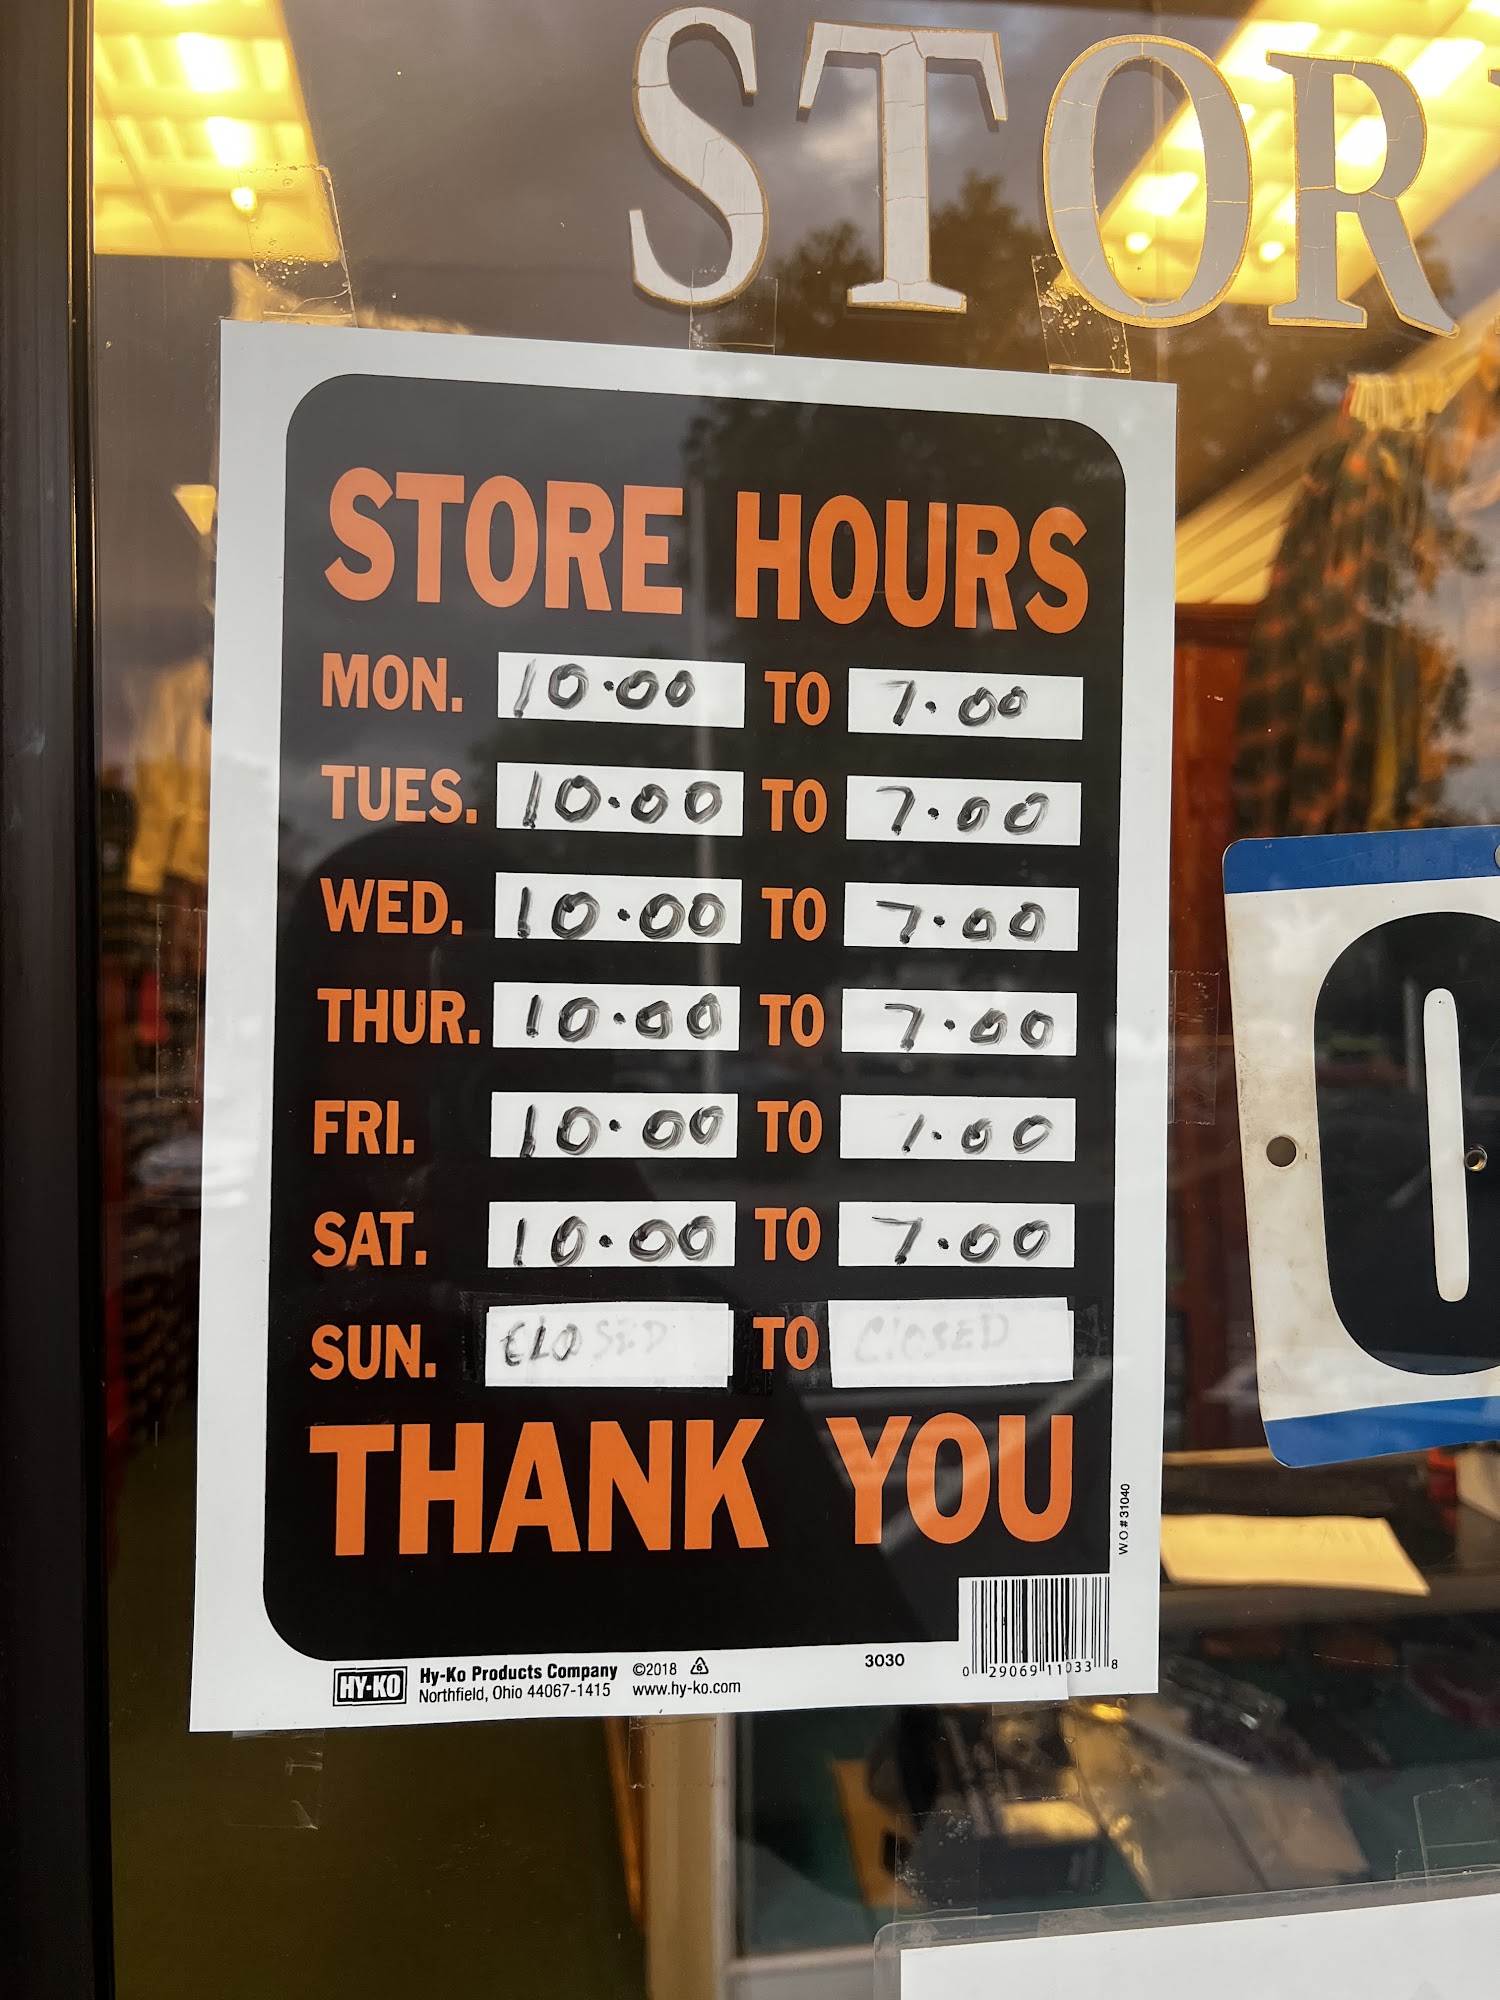 STOR
STORE HOURS
MON. 10.00 TO 7.00
TUES. 10.00 TO 7.00
WED. 10.00 TO 7.00
THUR. 10.00 TO 7.00
FRI. 10.00 TO 1.00
SAT. 10.00 TO 7.00
SUN. CLOSED TO CLOSED
THANK YOU
W.O.#31040
HY-KO Hy-Ko Products Company ©2018 3030
Northfield, Ohio 44067-1415 www.hy-ko.com
0 29069 11033 8
0